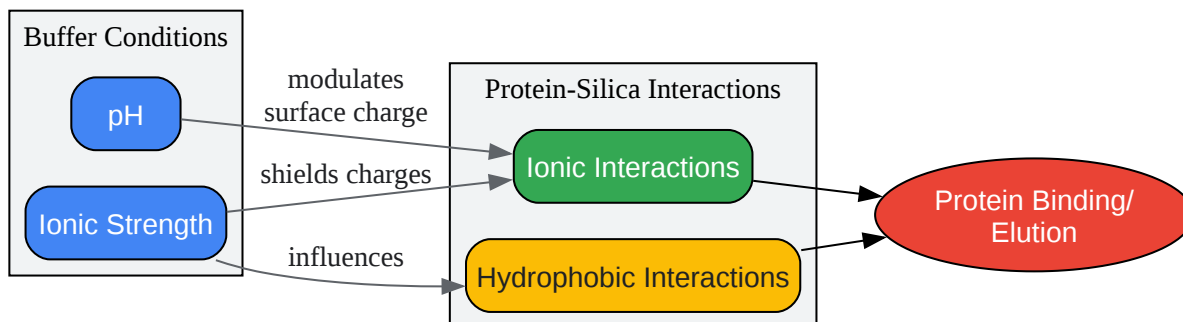 Buffer Conditions
pH
Ionic Strength
modulates
surface charge
shields charges
influences
Protein-Silica Interactions
Ionic Interactions
Hydrophobic Interactions
Protein Binding/
Elution